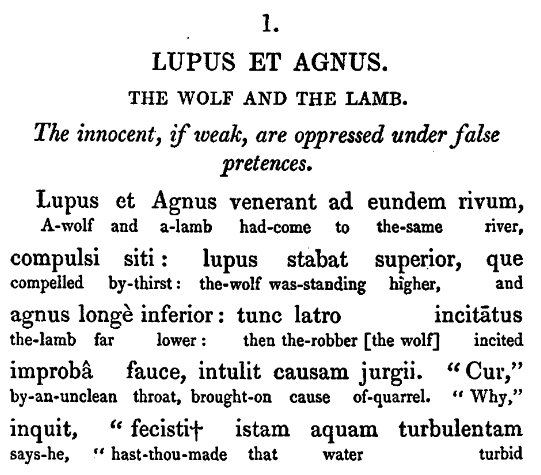 1.
LUPUS ET AGNUS.
THE WOLF AND THE LAMB.
The innocent, if weak, are oppressed under false
pretences.
Lupus et Agnus venerant ad eundem rivum,
A-wolf and a-lamb had-come to the-same river,
compulsi siti : lupus stabat superior, que
compelled by-thirst : the-wolf was-standing higher, and
agnus longè inferior : tunc latro incitātus
the-lamb far lower : then the-robber [the wolf] incited
improbâ fauce, intulit causam jurgii. “ Cur,”
by-an-unclean throat, brought-on cause of-quarrel. “ Why,”
inquit, “ fecisti† istam aquam turbulentam
says-he, “ hast-thou-made that water turbid